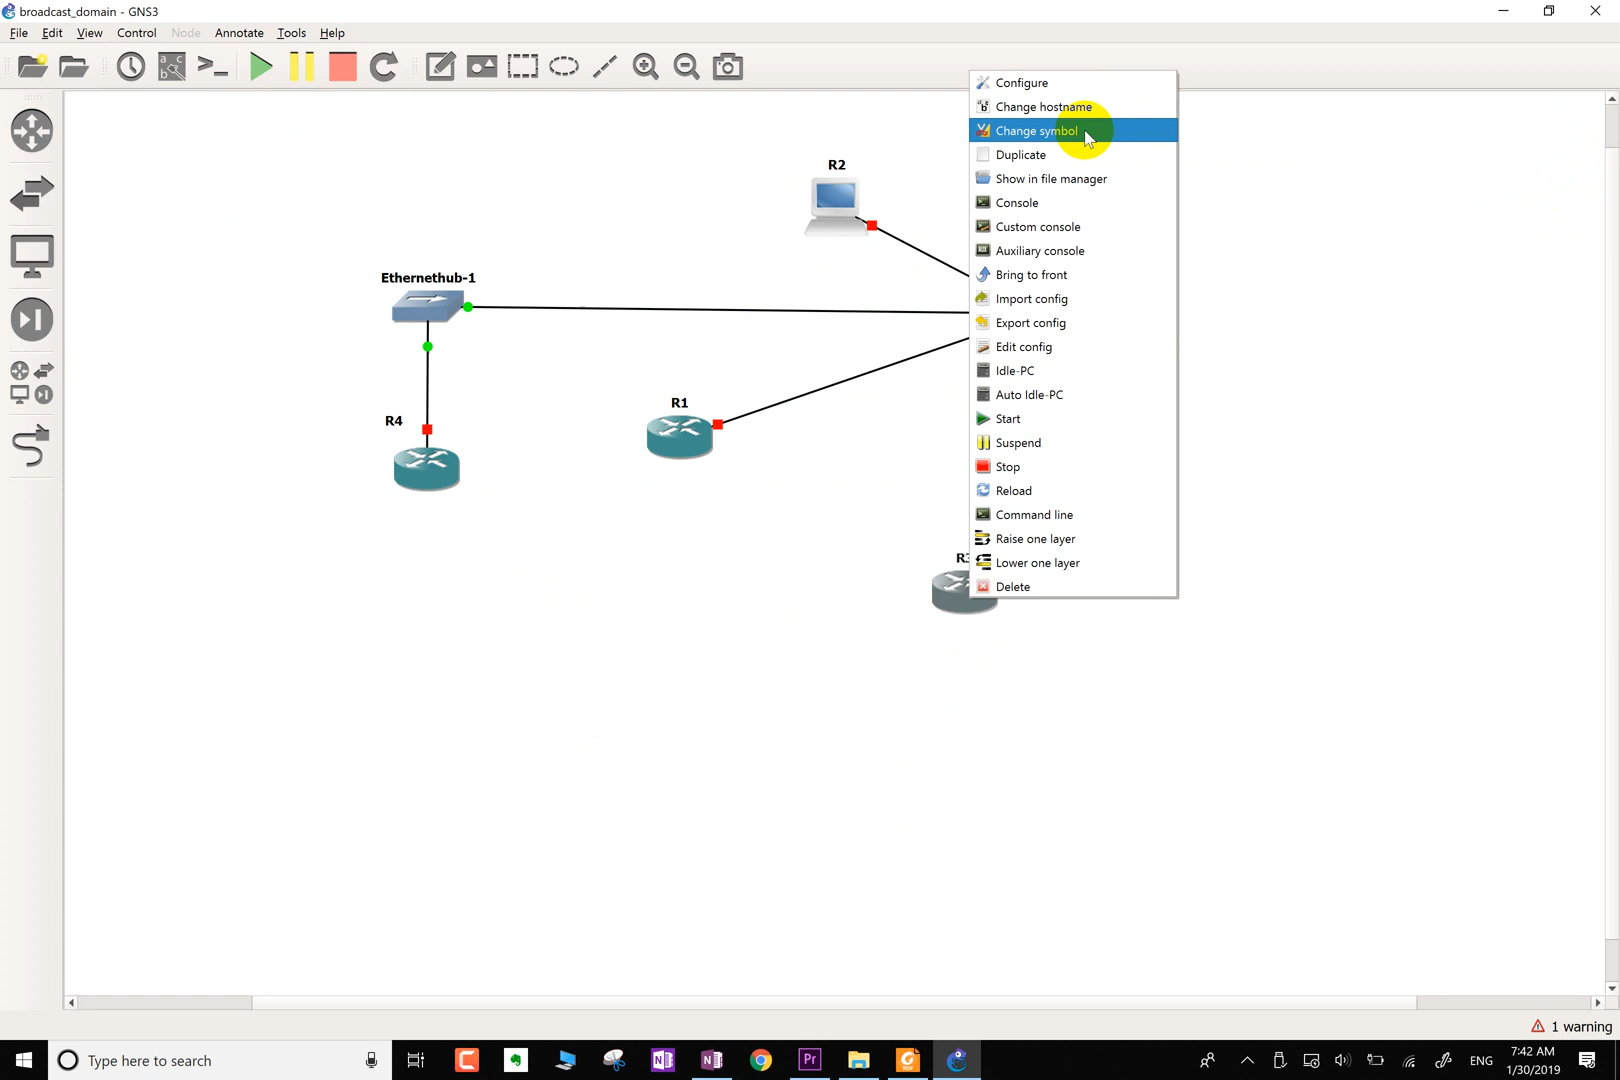 broadcast_domain - GNS3
File Edit View Control Node Annotate Tools Help
R2
Ethernethub-1
R4
R1
Configure
Change hostname
Change symbol
Duplicate
Show in file manager
Console
Custom console
Auxiliary console
Bring to front
Import config
Export config
Edit config
Idle-PC
Auto Idle-PC
Start
Suspend
Stop
Reload
Command line
Raise one layer
Lower one layer
Delete
1 warning
Type here to search
Pr
ENG
7:42 AM
1/30/2019